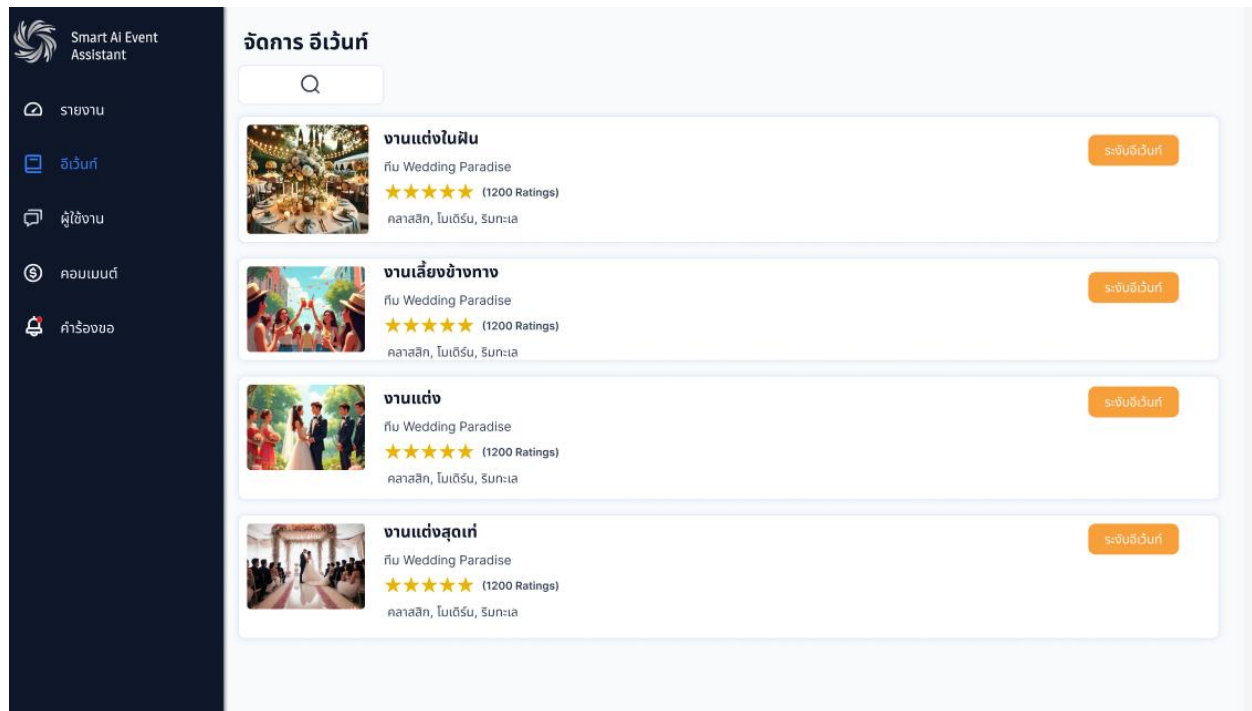 Smart Ai Event
Assistant
รายงาน
อีเว้นท์
ผู้ใช้งาน
คอมเมนต์
คำร้องขอ
จัดการ อีเว้นท์
งานแต่งในฝัน
ทีม Wedding Paradise
(1200 Ratings)
คลาสสิก, โมเดิร์น, ริมทะเล
ระงับอีเว้นท์
งานเลี้ยงข้างทาง
ทีม Wedding Paradise
(1200 Ratings)
คลาสสิก, โมเดิร์น, ริมทะเล
ระงับอีเว้นท์
งานแต่ง
ทีม Wedding Paradise
(1200 Ratings)
คลาสสิก, โมเดิร์น, ริมทะเล
ระงับอีเว้นท์
งานแต่งสุดเท่
ทีม Wedding Paradise
(1200 Ratings)
คลาสสิก, โมเดิร์น, ริมทะเล
ระงับอีเว้นท์